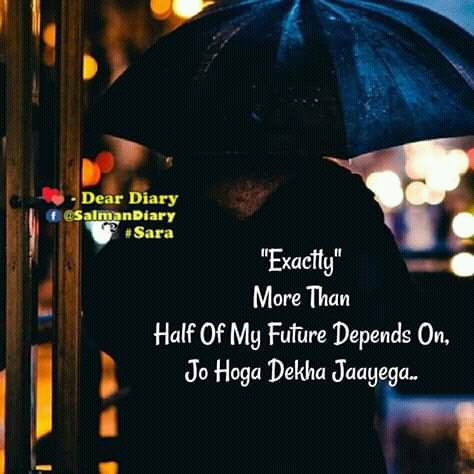 - Dear Diary
@SalmanDiary
#Sara
"Exactly"
More Than
Half Of My Future Depends On,
Jo Hoga Dekha Jaayega..